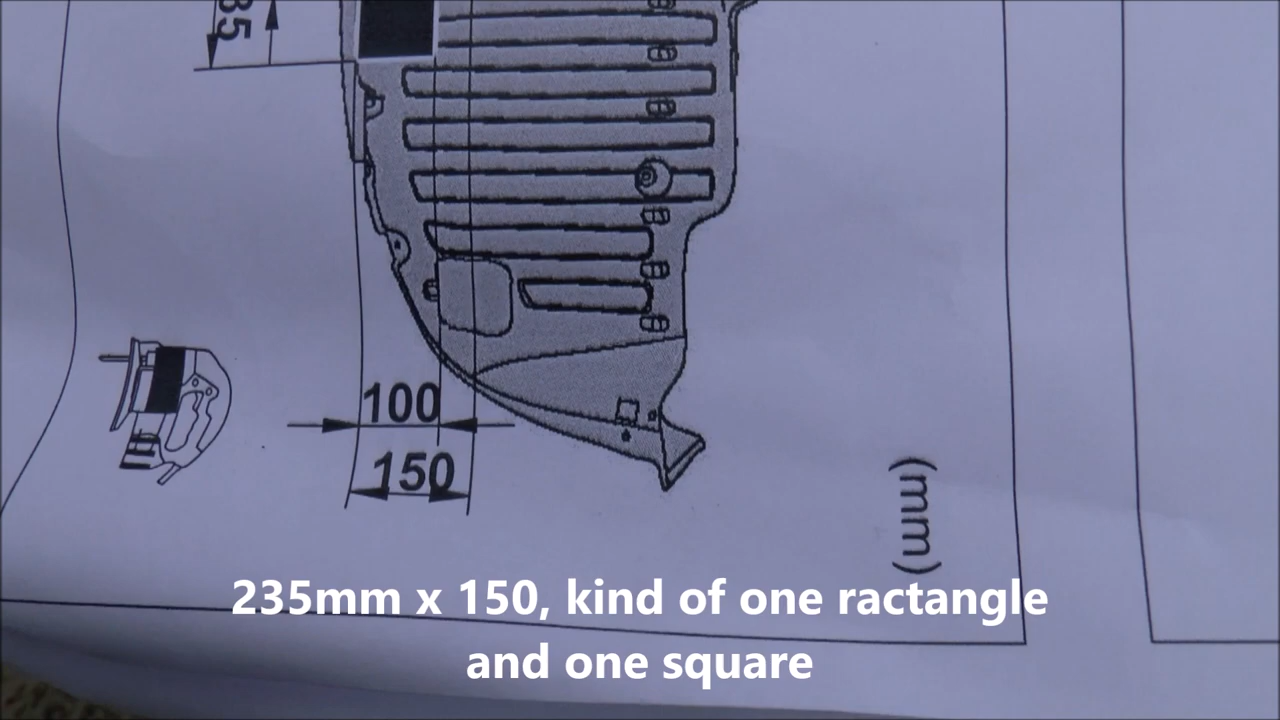 35
100
150
(mm)
235mm x 150, kind of one ractangle
and one square